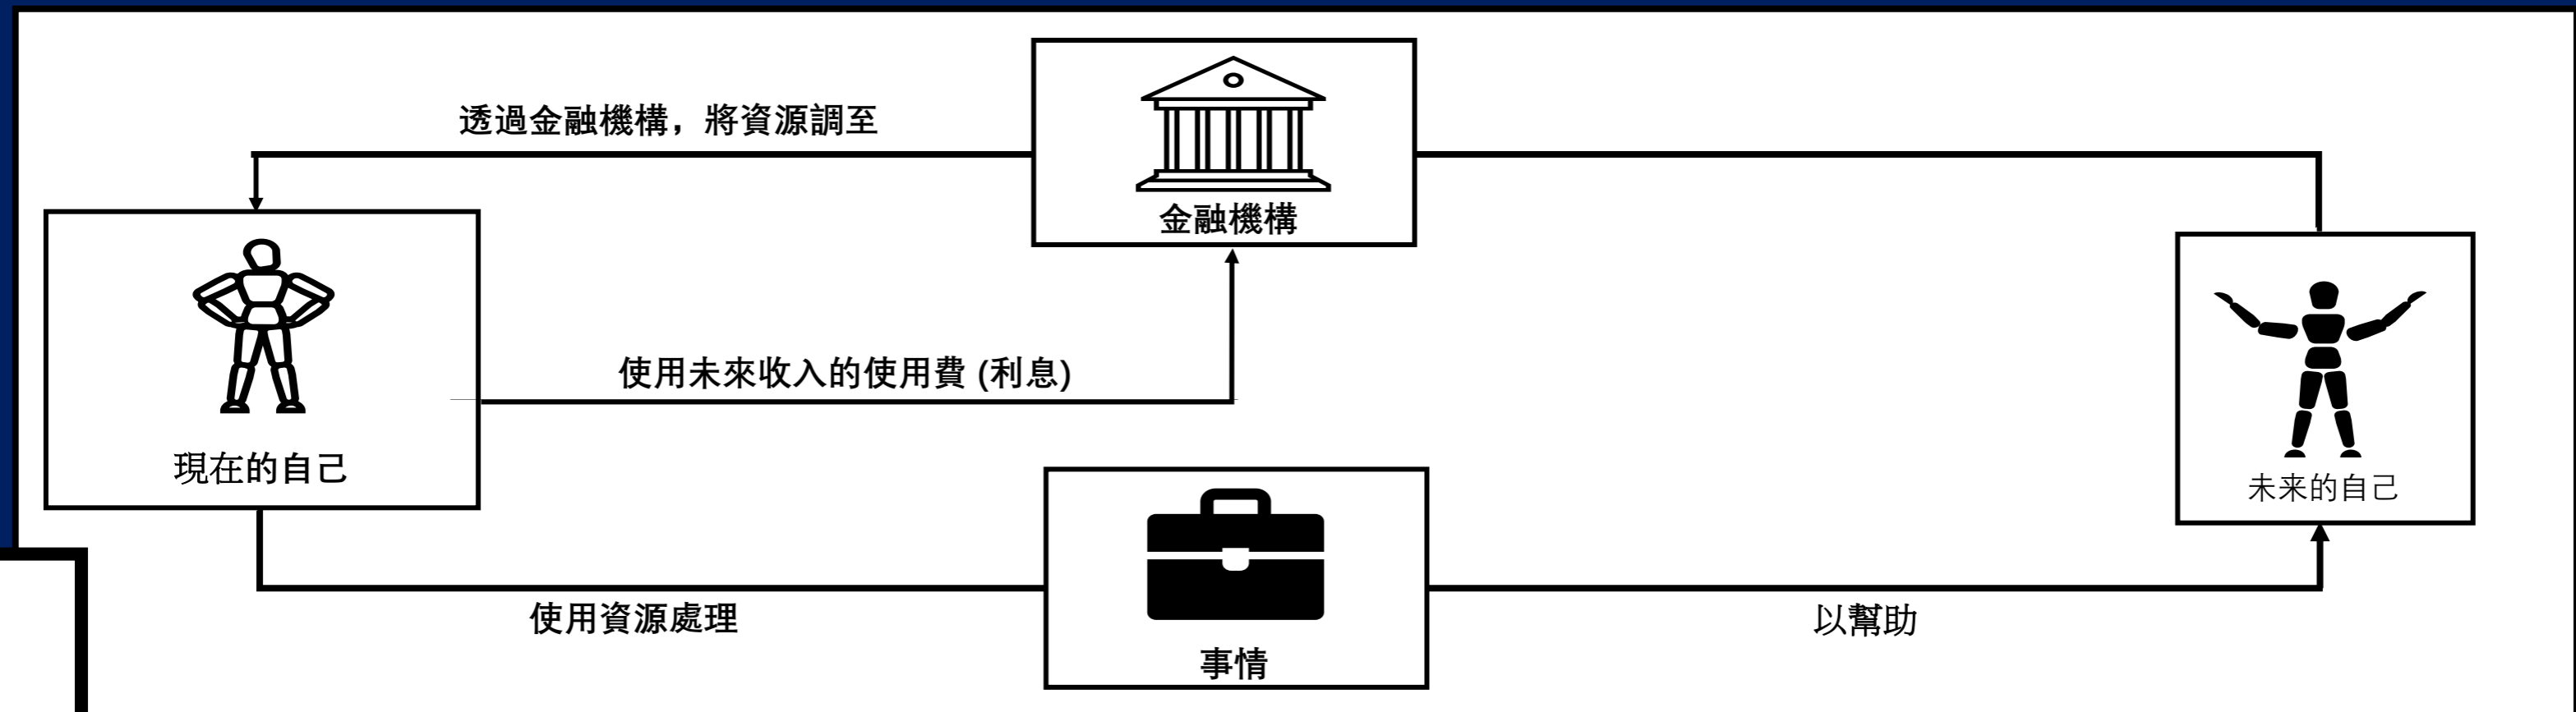 透過金融機構，將資源調至
金融機構
使用未來收入的使用費 (利息)
現在的自己
未来的自己
使用資源處理
以幫助
事情